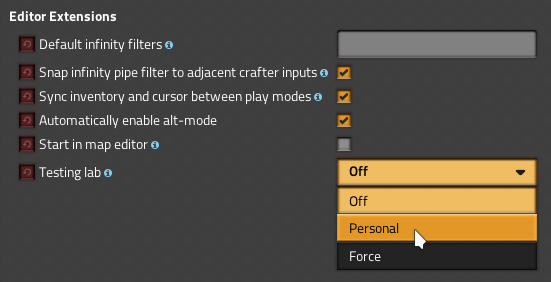 Editor Extensions
Default infinity filters
Snap infinity pipe filter to adjacent crafter inputs
Sync inventory and cursor between play modes
Automatically enable alt-mode
Start in map editor
Testing lab
Off
Off
Personal
Force